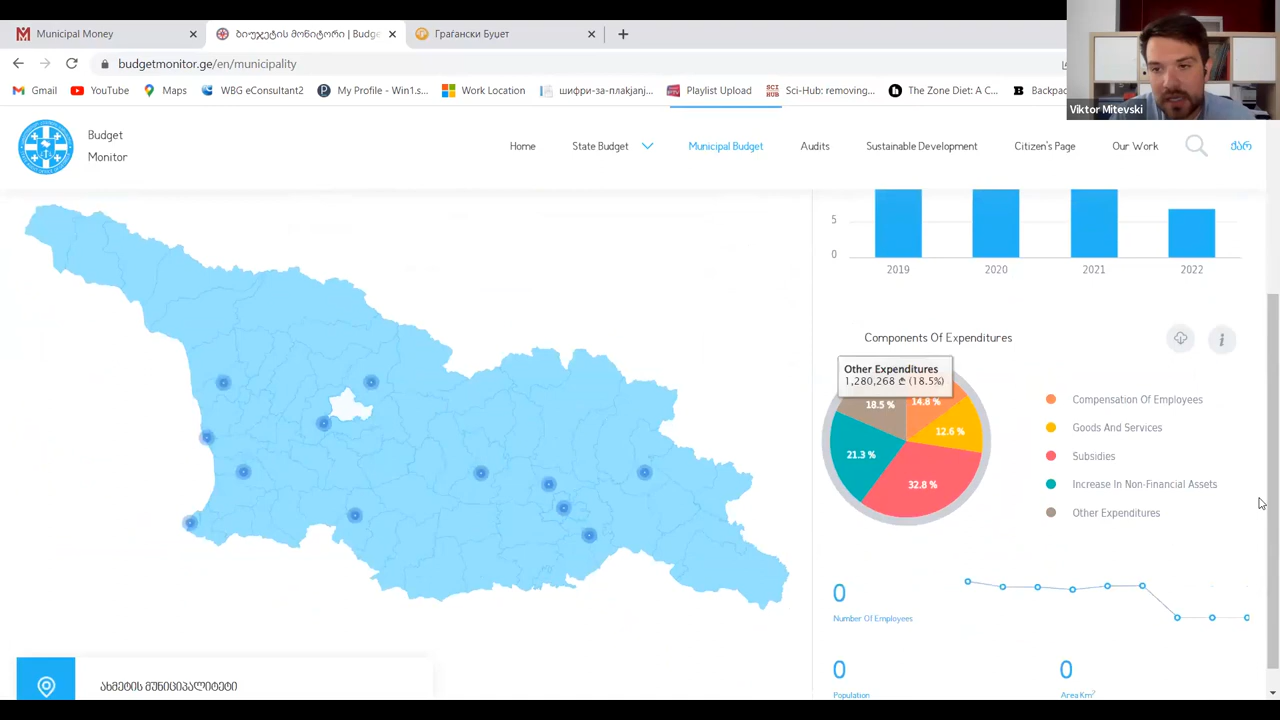 Municipal Money
ბიუჯეტის მონიტორი | Budge
Граѓански Буџет
budgetmonitor.ge/en/municipality
Gmail
YouTube
Maps
WBG eConsultant2
My Profile - Win1.s...
Work Location
шифри-за-плаќanj...
SCI HUB
Playlist Upload
Sci-Hub: removing...
The Zone Diet: A C...
Backpa
Viktor Mitevski
Budget
Monitor
Home
State Budget
Municipal Budget
Audits
Sustainable Development
Citizen's Page
Our Work
ქარ
5
0
2019
2020
2021
2022
Components Of Expenditures
Other Expenditures
1,280,268 ₾ (18.5%)
18.5 %
14.8 %
12.6 %
21.3 %
32.8 %
Compensation Of Employees
Goods And Services
Subsidies
Increase In Non-Financial Assets
Other Expenditures
0
Number Of Employees
0
Population
0
Area Km²
ახმეტის მუნიციპალიტეტი